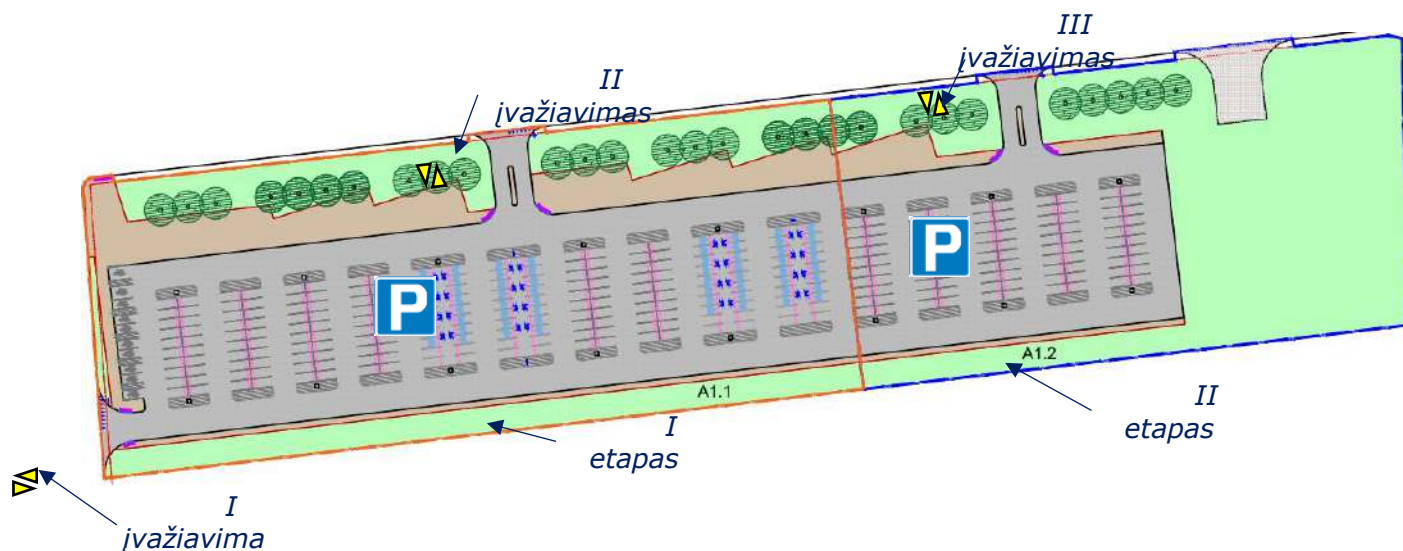 III
įvažiavimas
II
įvažiavimas
P
P
A1.2
A1.1
II
etapas
I
etapas
I
įvažiavima